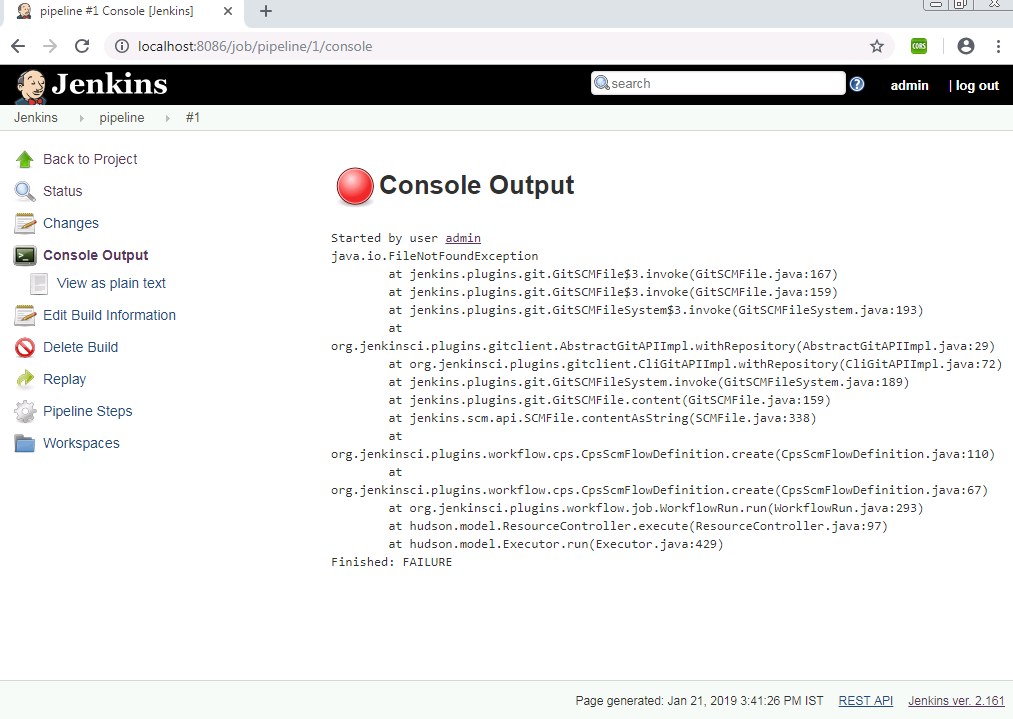 pipeline #1 Console [Jenkins]
localhost:8086/job/pipeline/1/console
CORS
Jenkins
search
?
admin
| log out
Jenkins
pipeline
#1
Back to Project
Status
Changes
Console Output
View as plain text
Edit Build Information
Delete Build
Replay
Pipeline Steps
Workspaces
Console Output
Started by user admin
java.io.FileNotFoundException
at jenkins.plugins.git.GitSCMFile$3.invoke(GitSCMFile.java:167)
at jenkins.plugins.git.GitSCMFile$3.invoke(GitSCMFile.java:159)
at jenkins.plugins.git.GitSCMFileSystem$3.invoke(GitSCMFileSystem.java:193)
at
org.jenkinsci.plugins.gitclient.AbstractGitAPIImpl.withRepository(AbstractGitAPIImpl.java:29)
at org.jenkinsci.plugins.gitclient.CliGitAPIImpl.withRepository(CliGitAPIImpl.java:72)
at jenkins.plugins.git.GitSCMFileSystem.invoke(GitSCMFileSystem.java:189)
at jenkins.plugins.git.GitSCMFile.content(GitSCMFile.java:159)
at jenkins.scm.api.SCMFile.contentAsString(SCMFile.java:338)
at
org.jenkinsci.plugins.workflow.cps.CpsScmFlowDefinition.create(CpsScmFlowDefinition.java:110)
at
org.jenkinsci.plugins.workflow.cps.CpsScmFlowDefinition.create(CpsScmFlowDefinition.java:67)
at org.jenkinsci.plugins.workflow.job.WorkflowRun.run(WorkflowRun.java:293)
at hudson.model.ResourceController.execute(ResourceController.java:97)
at hudson.model.Executor.run(Executor.java:429)
Finished: FAILURE
Page generated: Jan 21, 2019 3:41:26 PM IST
REST API
Jenkins ver. 2.161